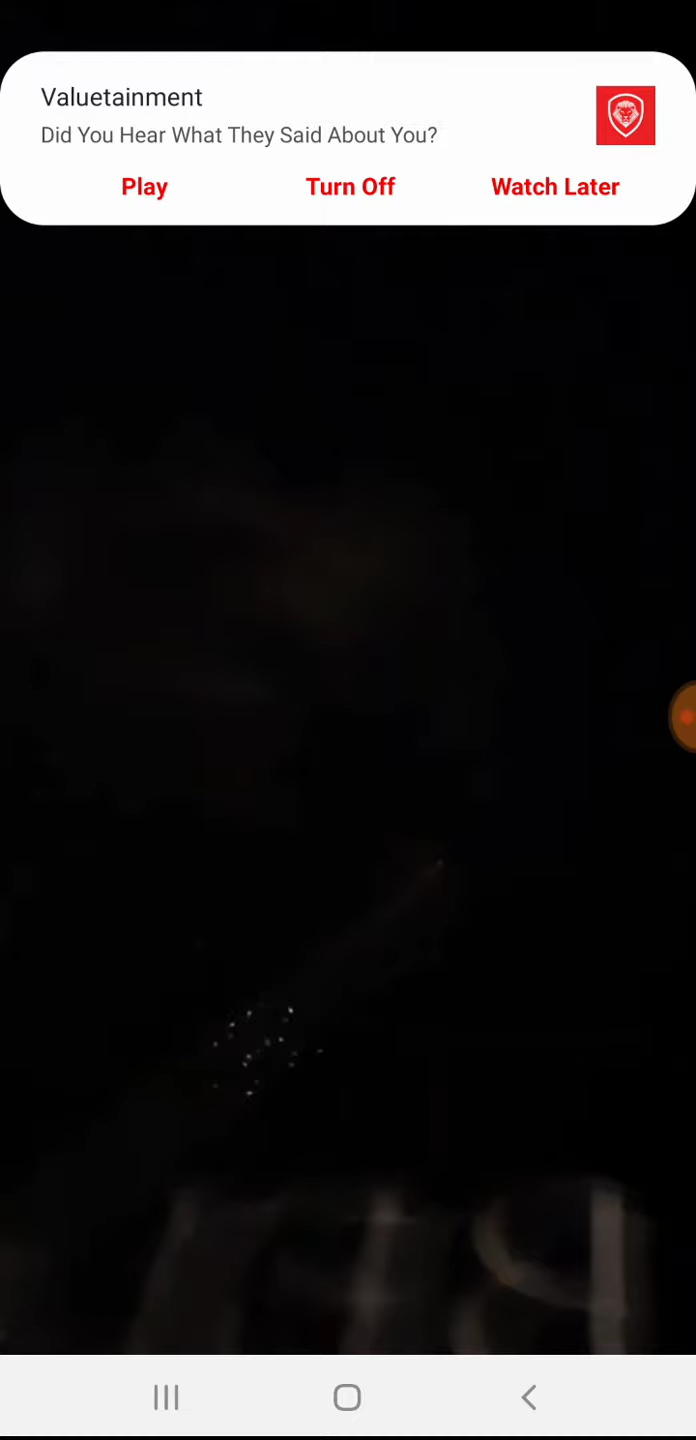 Valuetainment
Did You Hear What They Said About You?
Play Turn Off Watch Later